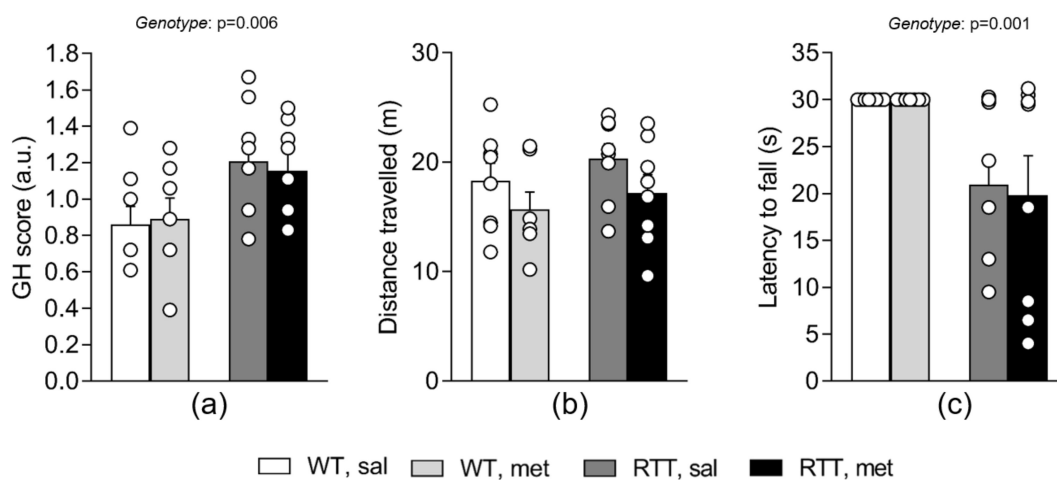 Genotype: p=0.006
GH score (a.u.)
1.8
1.6
1.4
1.2
1.0
0.8
0.6
0.4
0.2
0.0
(a)
Distance travelled (m)
30
20
10
0
(b)
Genotype: p=0.001
Latency to fall (s)
35
30
25
20
15
10
5
0
(c)
WT, sal WT, met RTT, sal RTT, met